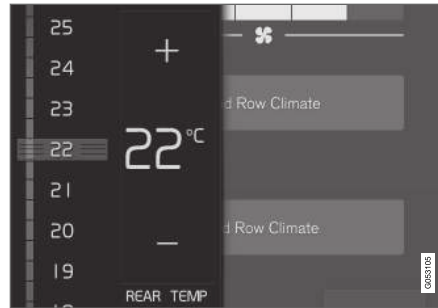 25
24
23
22
21
20
19
+
22°C
–
REAR TEMP
Row Climate
Row Climate
G053105